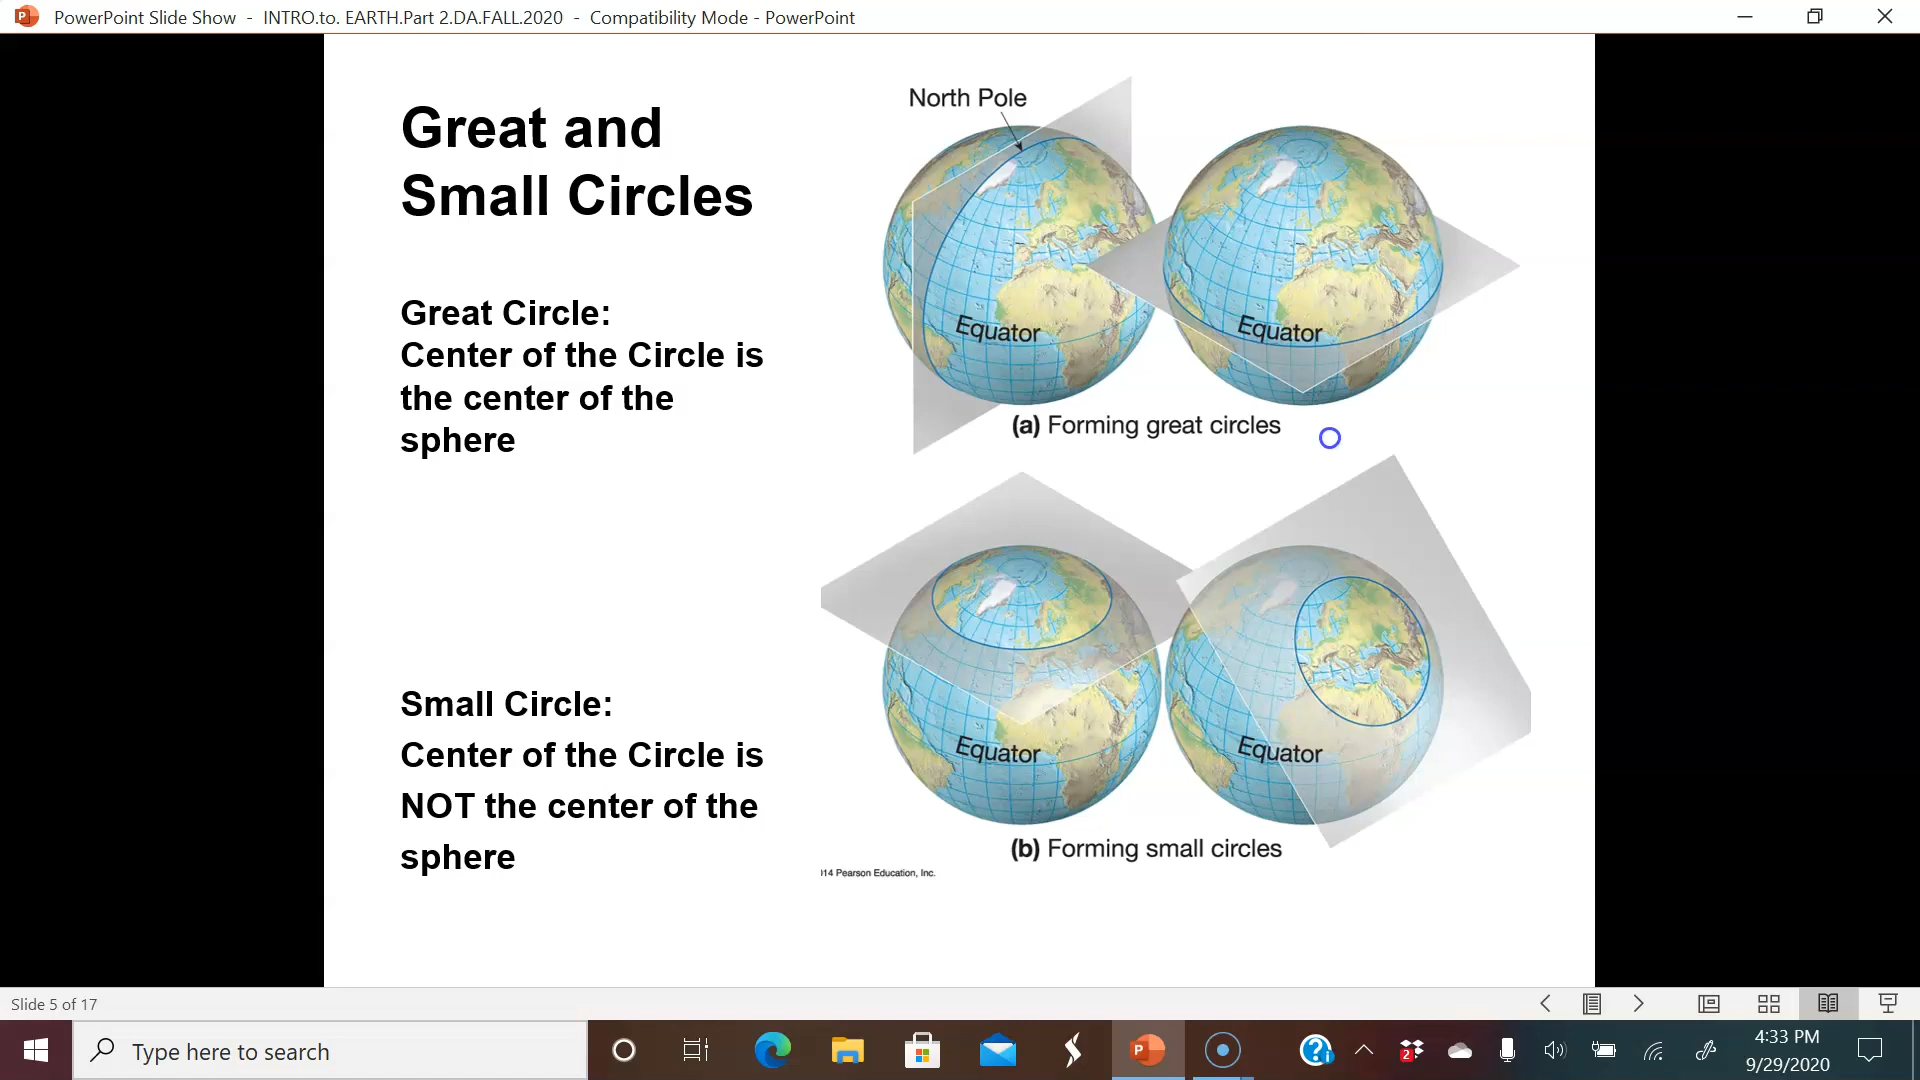 PowerPoint Slide Show - INTRO.to. EARTH.Part 2.DA.FALL.2020 - Compatibility Mode - PowerPoint
Great and
Small Circles
Great Circle:
Center of the Circle is
the center of the
sphere
Small Circle:
Center of the Circle is
NOT the center of the
sphere
North Pole
Equator
Equator
(a) Forming great circles
Equator
Equator
(b) Forming small circles
14 Pearson Education, Inc.
Slide 5 of 17
Type here to search
P
2
4:33 PM
9/29/2020